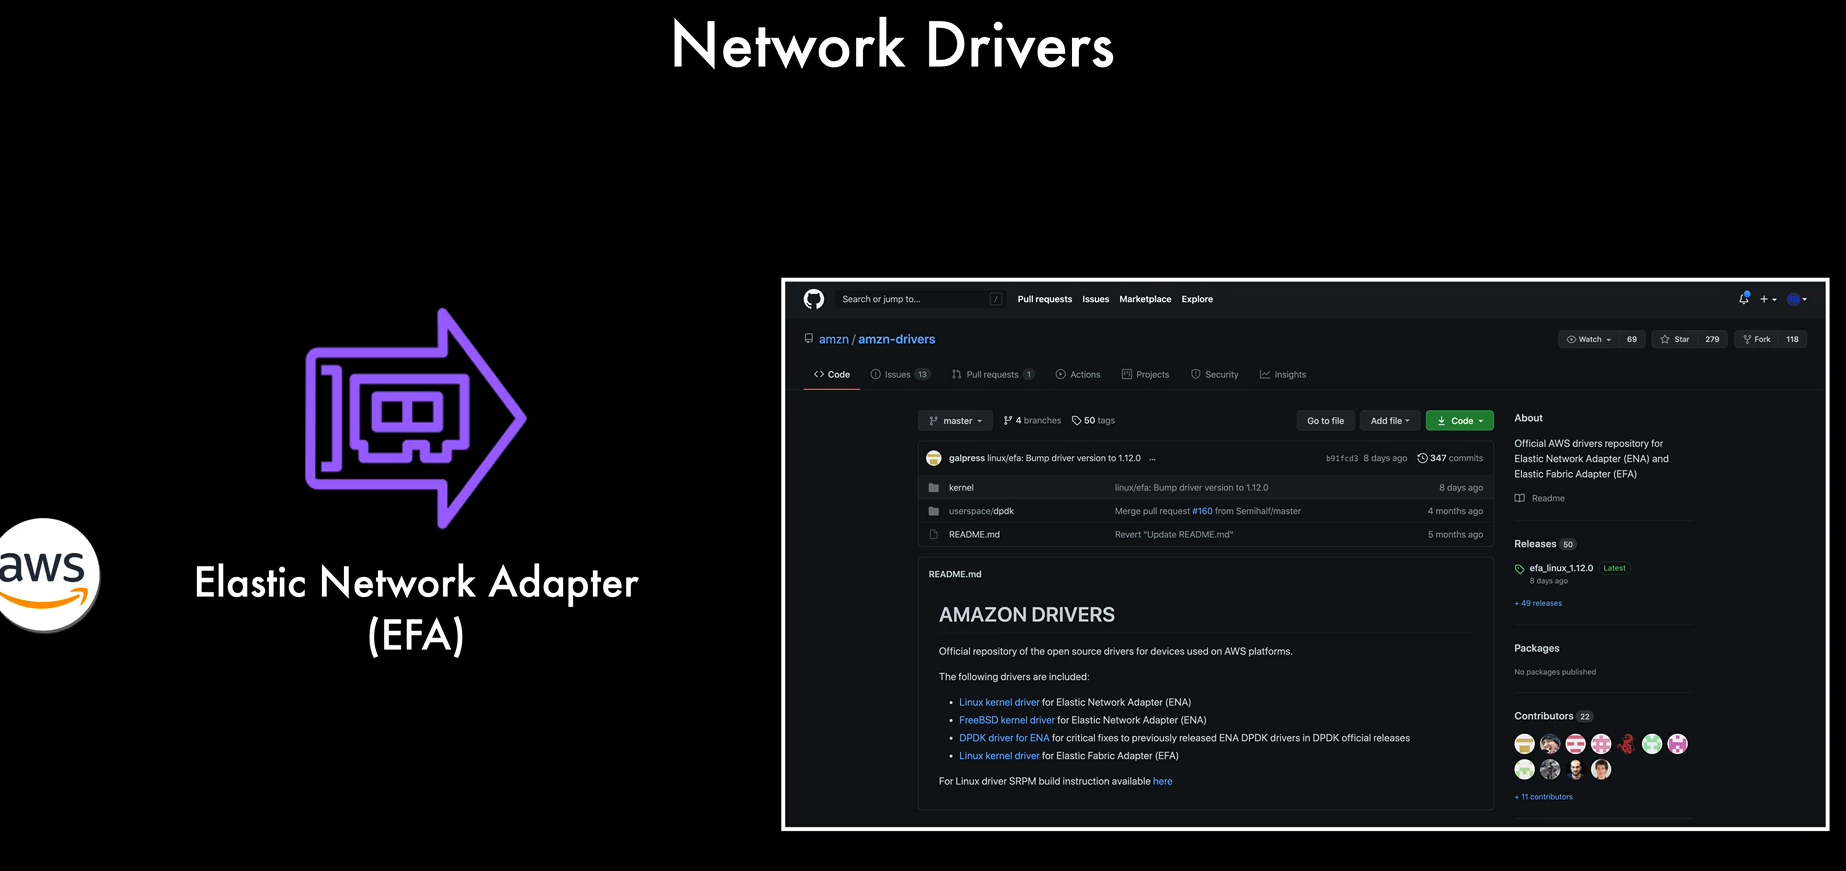 Network Drivers
aws
Elastic Network Adapter
(EFA)
Search or jump to... /
Pull requests Issues Marketplace Explore
amzn / amzn-drivers
Watch 69 Star 279 Fork 118
Code Issues 13 Pull requests 1 Actions Projects Security Insights
master 4 branches 50 tags Go to file Add file Code
galpress linux/efa: Bump driver version to 1.12.0 ... b91fcd3 8 days ago 347 commits
kernel linux/efa: Bump driver version to 1.12.0 8 days ago
userspace/dpdk Merge pull request #160 from Semihalf/master 4 months ago
README.md Revert "Update README.md" 5 months ago
README.md
AMAZON DRIVERS
Official repository of the open source drivers for devices used on AWS platforms.
The following drivers are included:
• Linux kernel driver for Elastic Network Adapter (ENA)
• FreeBSD kernel driver for Elastic Network Adapter (ENA)
• DPDK driver for ENA for critical fixes to previously released ENA DPDK drivers in DPDK official releases
• Linux kernel driver for Elastic Fabric Adapter (EFA)
For Linux driver SRPM build instruction available here
About
Official AWS drivers repository for
Elastic Network Adapter (ENA) and
Elastic Fabric Adapter (EFA)
Readme
Releases 50
efa_linux_1.12.0 Latest
8 days ago
+ 49 releases
Packages
No packages published
Contributors 22
+ 11 contributors